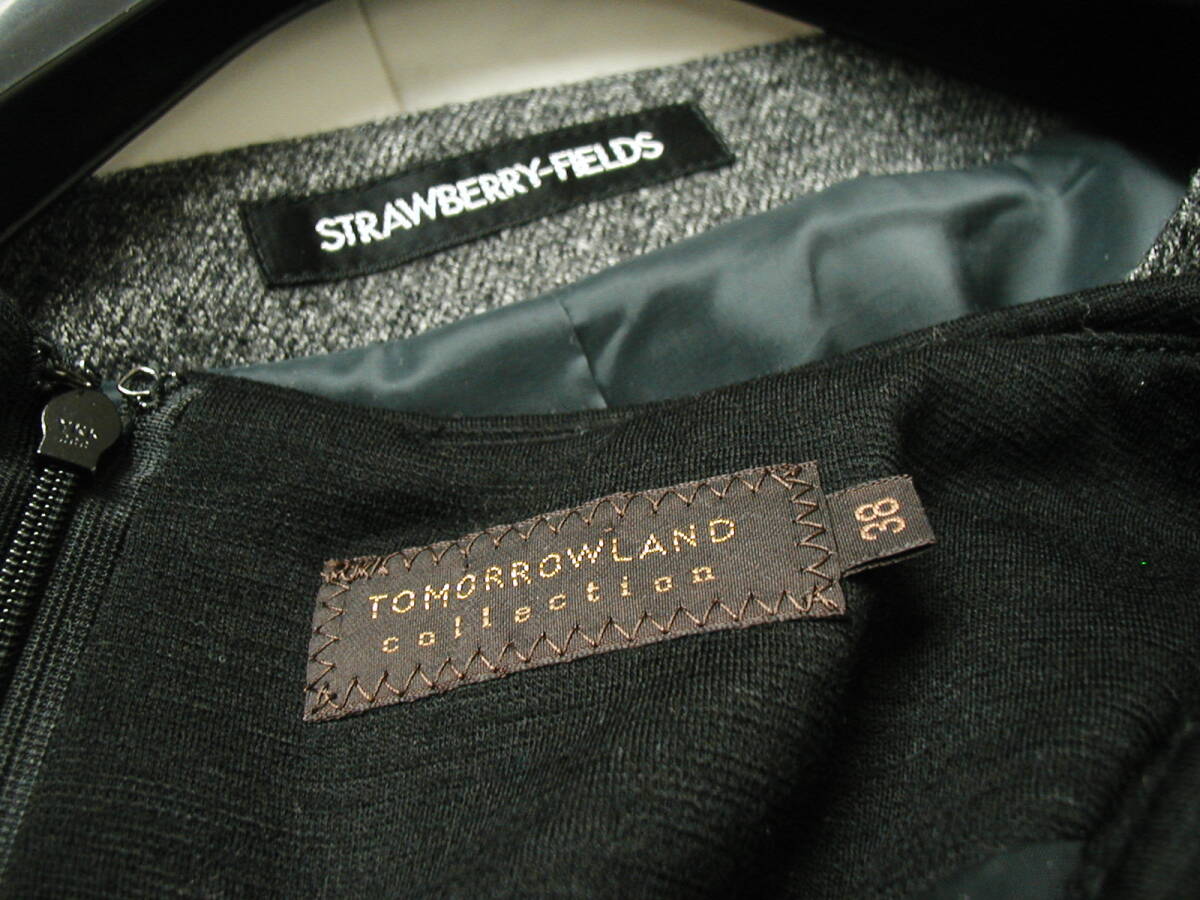 STRAWBERRY-FIELDS
TOMORROWLAND
collection
38